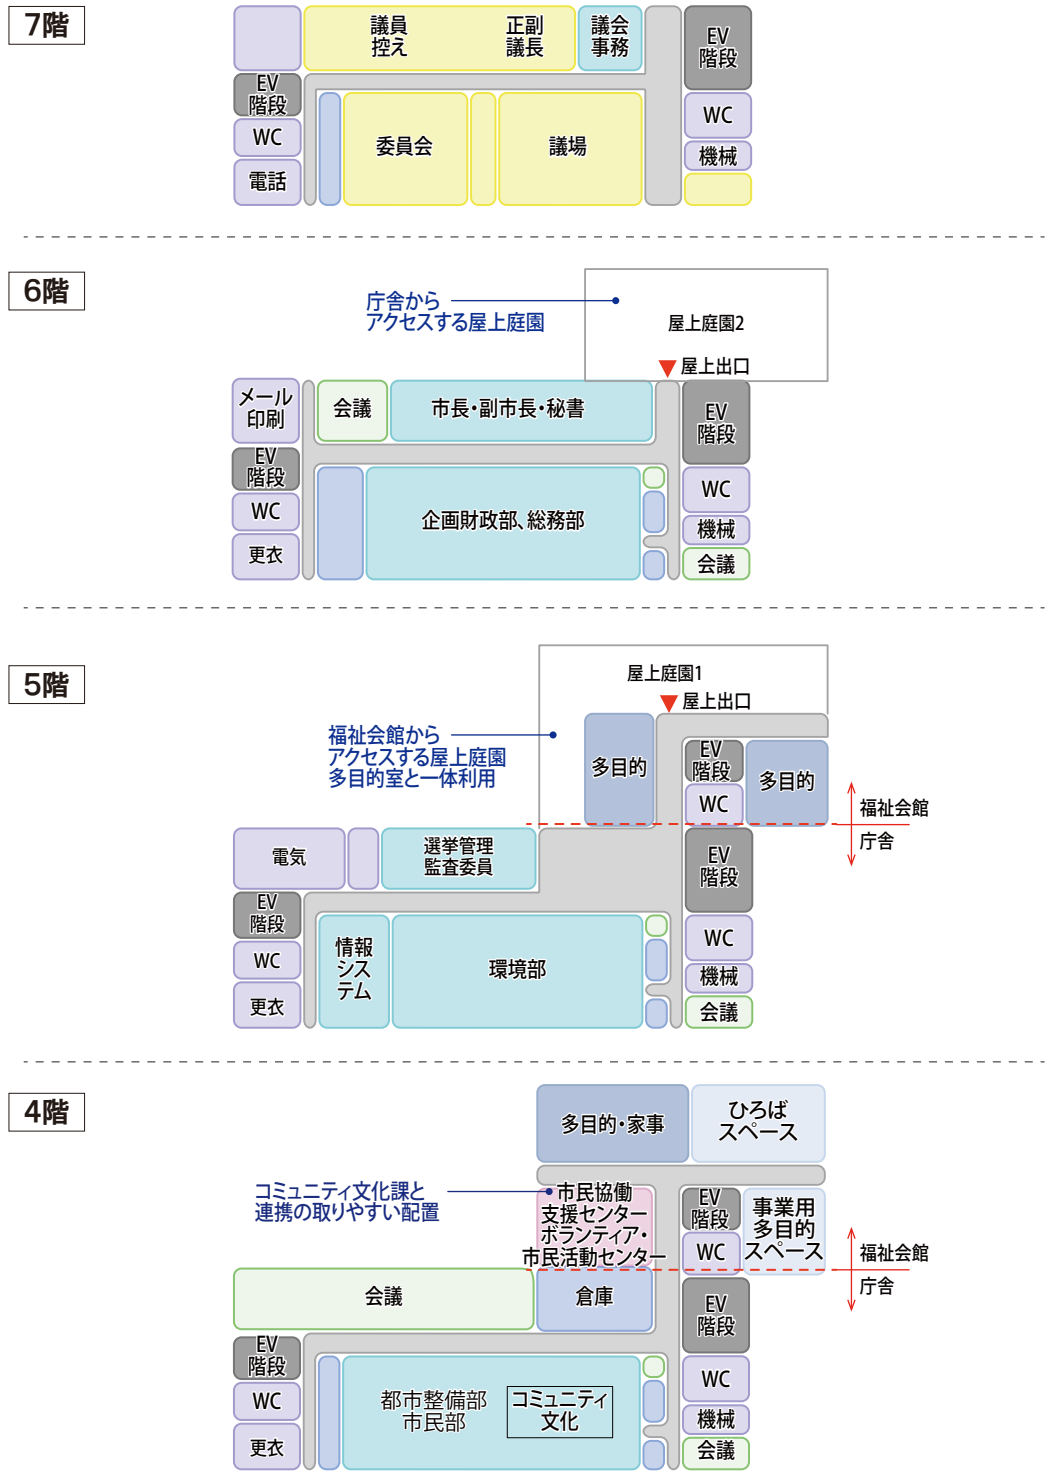 7階
議員
控え
正副
議長
議会
事務
EV
階段
EV
階段
WC
電話
委員会
議場
WC
機械
6階
庁舎から
アクセスする屋上庭園
屋上庭園2
屋上出口
メール
印刷
会議
市長・副市長・秘書
EV
階段
EV
階段
WC
更衣
企画財政部、総務部
WC
機械
会議
5階
屋上庭園1
屋上出口
福祉会館から
アクセスする屋上庭園
多目的室と一体利用
多目的
EV
階段
WC
多目的
福祉会館
庁舎
電気
選挙管理
監査委員
EV
階段
EV
階段
WC
更衣
情報
シス
テム
環境部
WC
機械
会議
4階
多目的・家事
ひろば
スペース
コミュニティ文化課と
連携の取りやすい配置
市民協働
支援センター
ボランティア・
市民活動センター
EV
階段
WC
事業用
多目的
スペース
福祉会館
庁舎
会議
倉庫
EV
階段
EV
階段
WC
更衣
都市整備部
市民部
コミュニティ
文化
WC
機械
会議